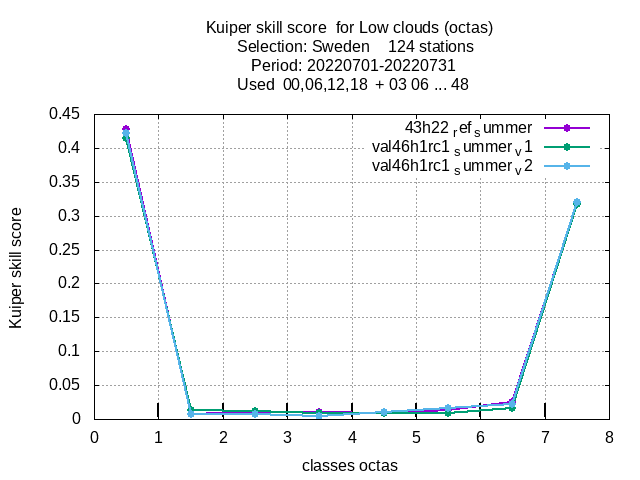 Kuiper skill score  for Low clouds (octas)
Selection: Sweden    124 stations
Period: 20220701-20220731
Used  00,06,12,18  + 03 06 ... 48
43h22 ref summer
val46h1rc1 summer v1
val46h1rc1 summer v2
0.45
0.4
0.35
0.3
0.25
0.2
0.15
0.1
0.05
0
Kuiper skill score
0 1 2 3 4 5 6 7 8
classes octas